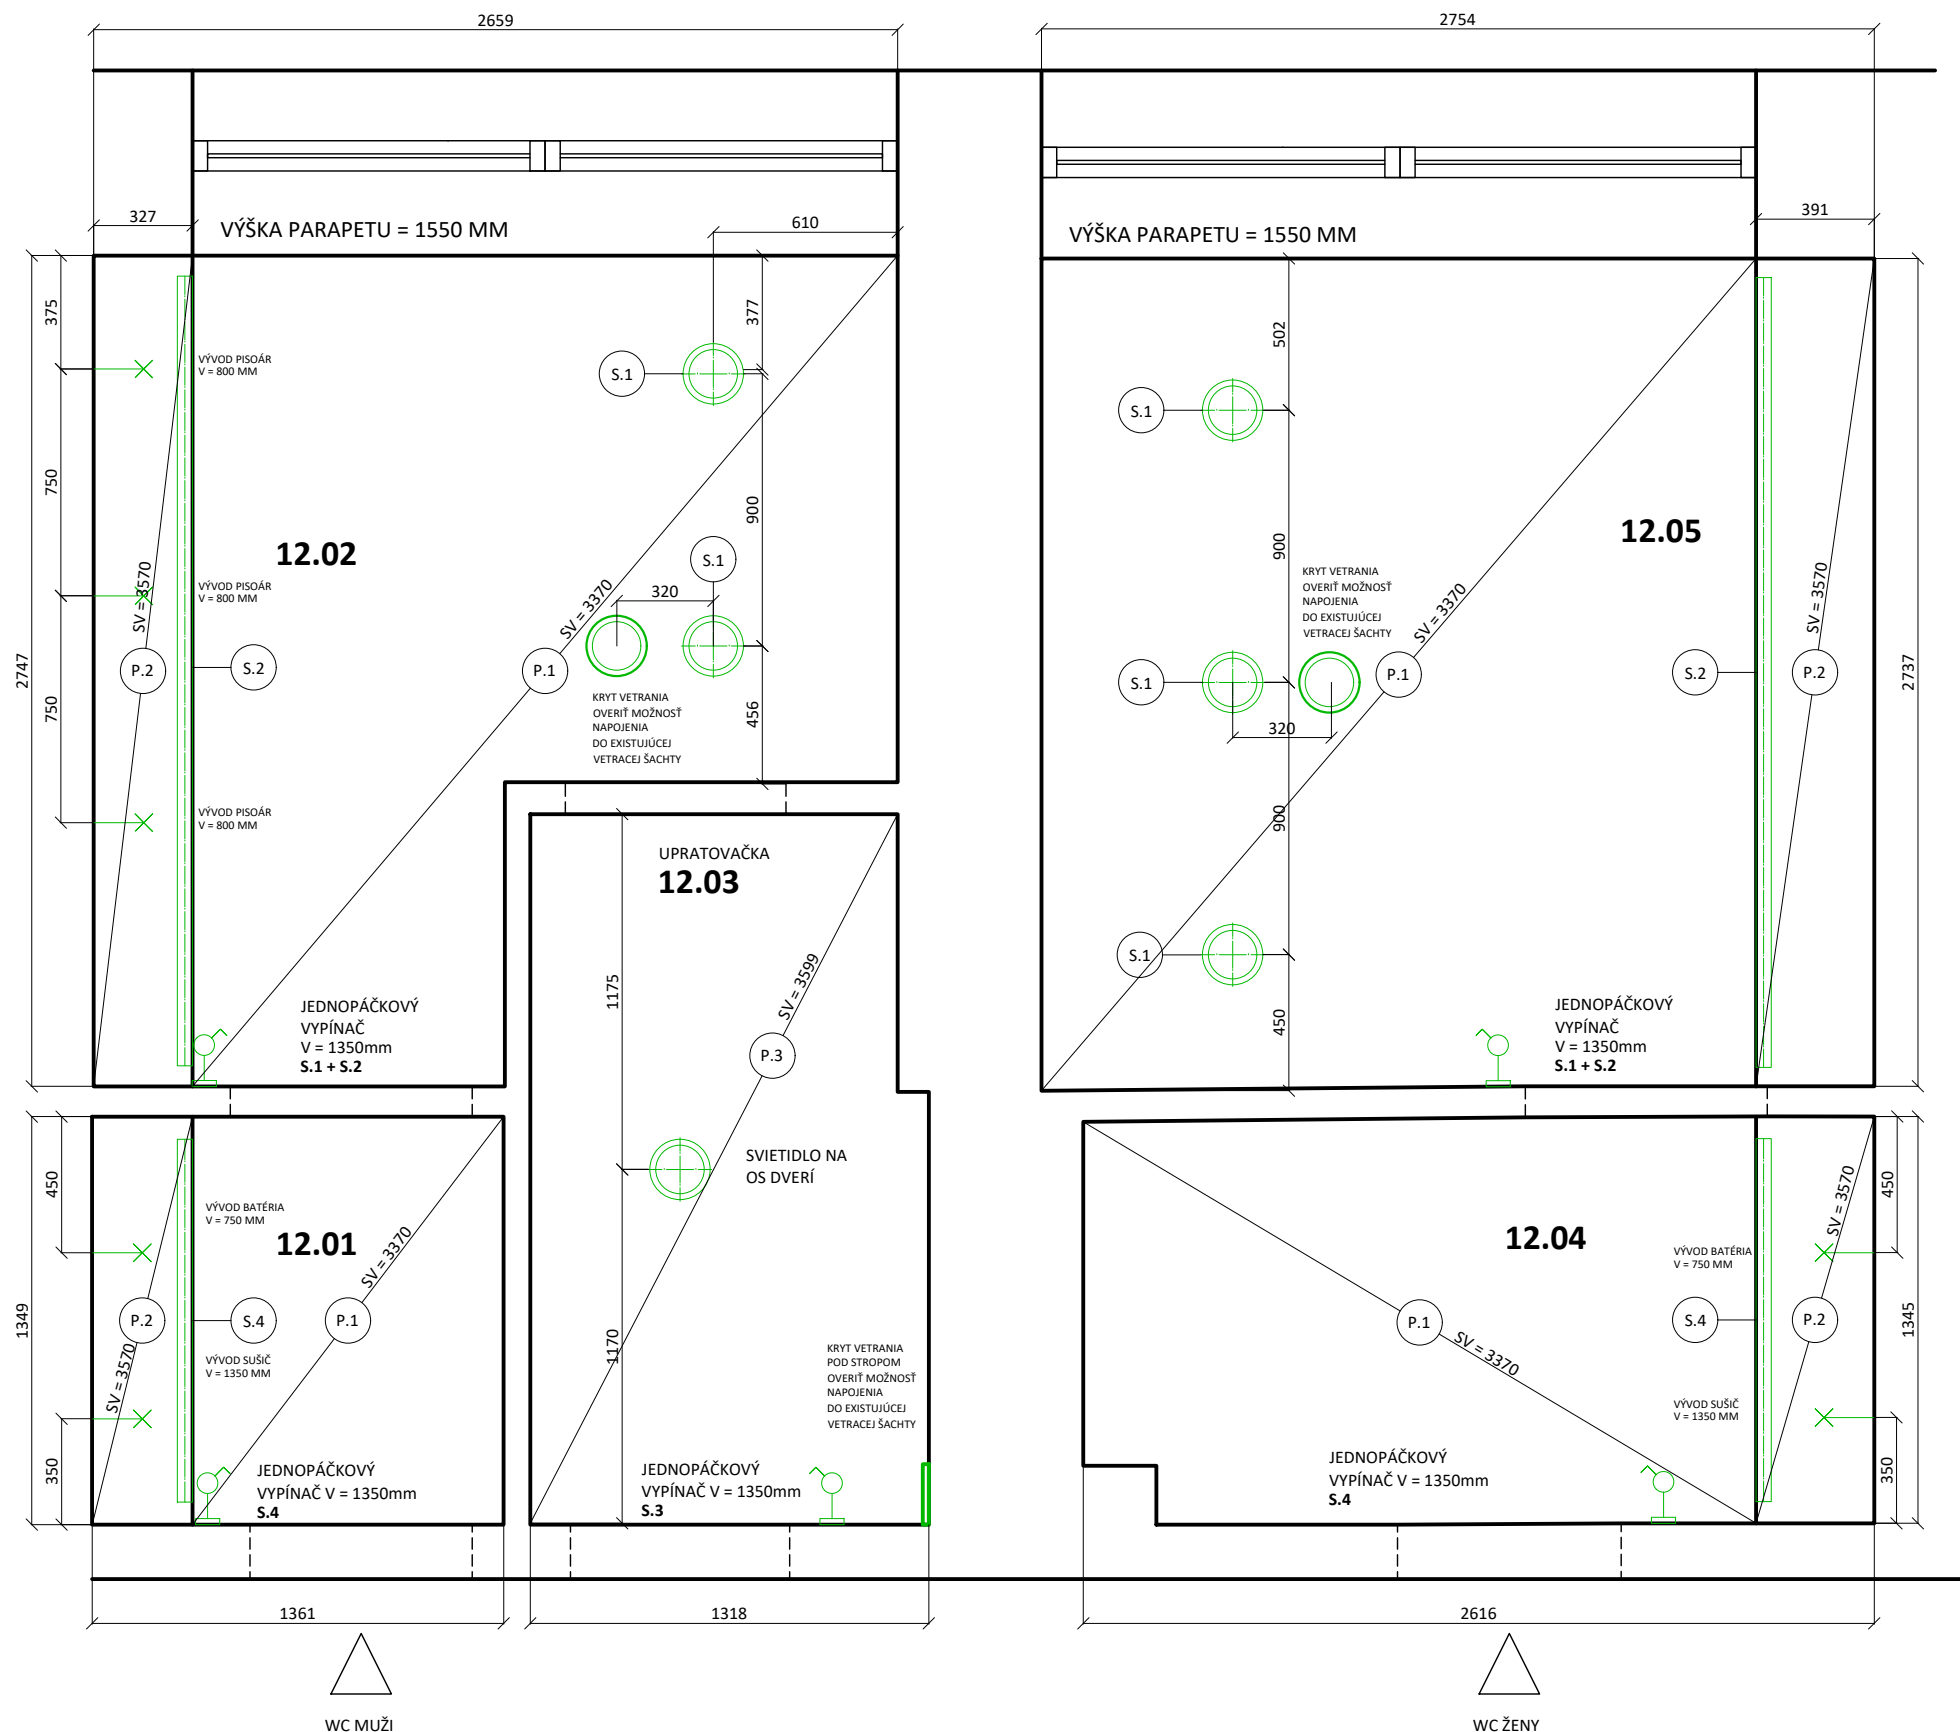 2659
2754
327
VÝŠKA PARAPETU = 1550 MM
610
VÝŠKA PARAPETU = 1550 MM
391
375
377
502
VÝVOD PISOÁR
V = 800 MM
S.1
S.1
750
900
12.02
12.05
S.1
900
KRYT VETRANIA
OVERIŤ MOŽNOSŤ
NAPOJENIA
DO EXISTUJÚCEJ
VETRACEJ ŠACHTY
SV = 3570
VÝVOD PISOÁR
V = 800 MM
320
SV = 3370
SV = 3370
SV = 3570
2747
P.2
S.2
P.1
S.1
P.1
S.2
P.2
2737
KRYT VETRANIA
OVERIŤ MOŽNOSŤ
NAPOJENIA
DO EXISTUJÚCEJ
VETRACEJ ŠACHTY
750
456
320
VÝVOD PISOÁR
V = 800 MM
900
UPRATOVAČKA
12.03
S.1
1175
SV = 3599
450
JEDNOPÁČKOVÝ
VYPÍNAČ
V = 1350mm
S.1 + S.2
P.3
JEDNOPÁČKOVÝ
VYPÍNAČ
V = 1350mm
S.1 + S.2
450
SVIETIDLO NA
OS DVERÍ
450
VÝVOD BATÉRIA
V = 750 MM
12.01
SV = 3370
12.04
VÝVOD BATÉRIA
V = 750 MM
SV = 3570
1349
P.2
S.4
P.1
1170
P.1
SV = 3370
S.4
P.2
1345
SV = 3570
VÝVOD SUŠIČ
V = 1350 MM
KRYT VETRANIA
POD STROPOM
OVERIŤ MOŽNOSŤ
NAPOJENIA
DO EXISTUJÚCEJ
VETRACEJ ŠACHTY
VÝVOD SUŠIČ
V = 1350 MM
350
350
JEDNOPÁČKOVÝ
VYPÍNAČ V = 1350mm
S.4
JEDNOPÁČKOVÝ
VYPÍNAČ V = 1350mm
S.3
JEDNOPÁČKOVÝ
VYPÍNAČ V = 1350mm
S.4
1361
1318
2616
WC MUŽI
WC ŽENY